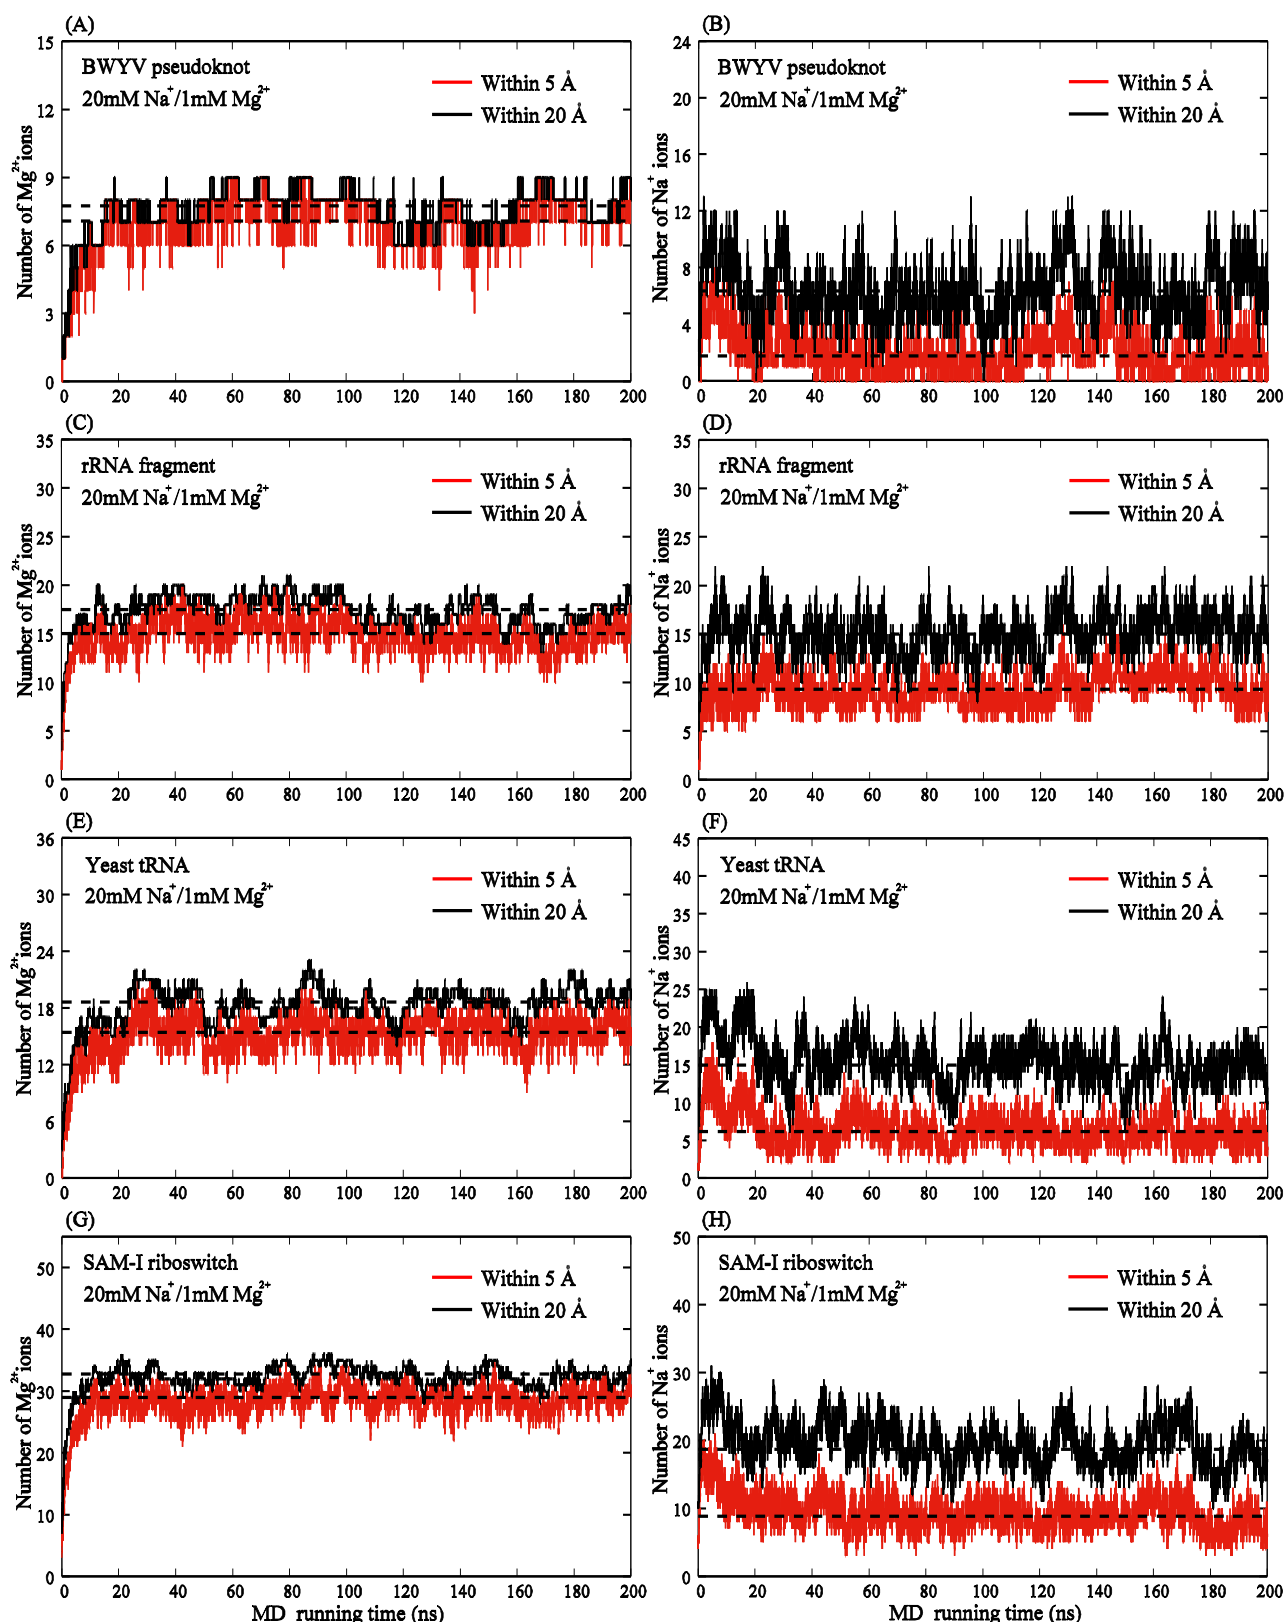 (A)
15
12
9
6
3
0
Number of Mg²⁺ions
BWYV pseudoknot
20mM Na⁺/1mM Mg²⁺
Within 5 Å
Within 20 Å
0 20 40 60 80 100 120 140 160 180 200
(B)
24
20
16
12
8
4
0
Number of Na⁺ ions
BWYV pseudoknot
20mM Na⁺/1mM Mg²⁺
Within 5 Å
Within 20 Å
0 20 40 60 80 100 120 140 160 180 200
(C)
35
30
25
20
15
10
5
0
Number of Mg²⁺ions
rRNA fragment
20mM Na⁺/1mM Mg²⁺
Within 5 Å
Within 20 Å
0 20 40 60 80 100 120 140 160 180 200
(D)
35
30
25
20
15
10
5
0
Number of Na⁺ ions
rRNA fragment
20mM Na⁺/1mM Mg²⁺
Within 5 Å
Within 20 Å
0 20 40 60 80 100 120 140 160 180 200
(E)
36
30
24
18
12
6
0
Number of Mg²⁺ions
Yeast tRNA
20mM Na⁺/1mM Mg²⁺
Within 5 Å
Within 20 Å
0 20 40 60 80 100 120 140 160 180 200
(F)
45
40
35
30
25
20
15
10
5
0
Number of Na⁺ ions
Yeast tRNA
20mM Na⁺/1mM Mg²⁺
Within 5 Å
Within 20 Å
0 20 40 60 80 100 120 140 160 180 200
(G)
50
40
30
20
10
0
Number of Mg²⁺ions
SAM-I riboswitch
20mM Na⁺/1mM Mg²⁺
Within 5 Å
Within 20 Å
0 20 40 60 80 100 120 140 160 180 200
MD running time (ns)
(H)
50
40
30
20
10
0
Number of Na⁺ ions
SAM-I riboswitch
20mM Na⁺/1mM Mg²⁺
Within 5 Å
Within 20 Å
0 20 40 60 80 100 120 140 160 180 200
MD running time (ns)